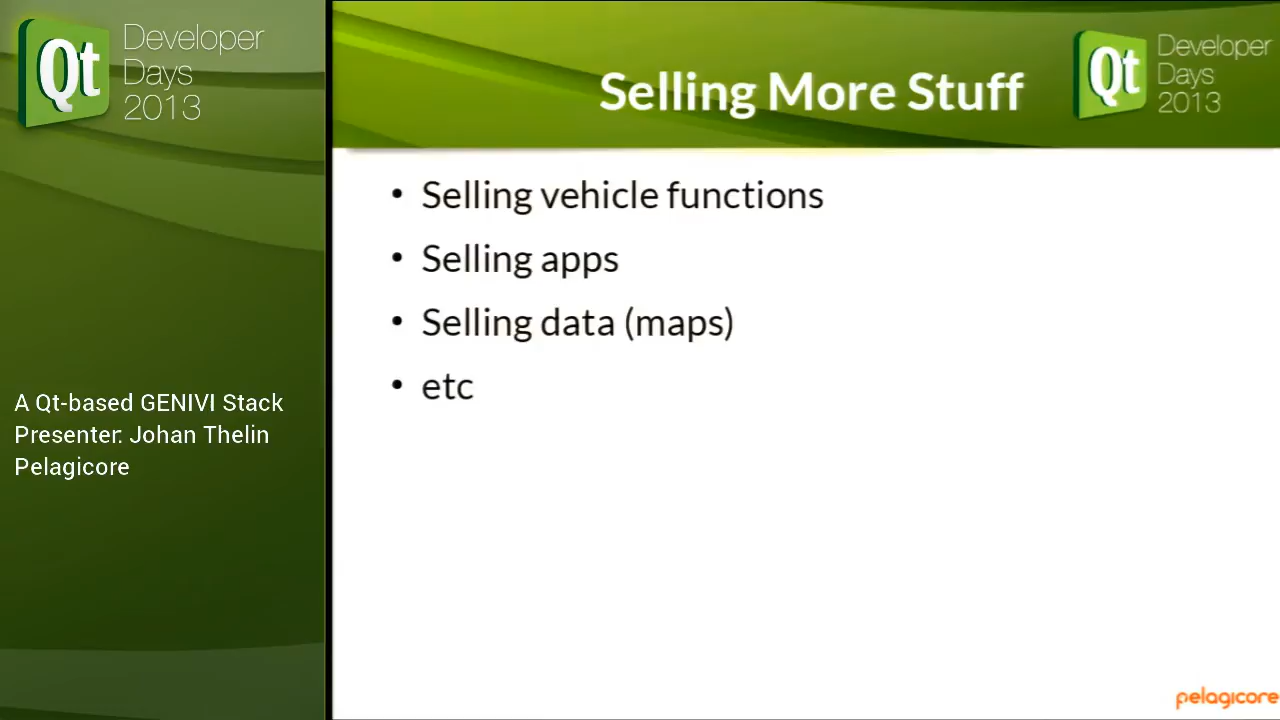 Qt
Developer
Days
2013
A Qt-based GENIVI Stack
Presenter: Johan Thelin
Pelagicore
Selling More Stuff
Qt
Developer
Days
2013
• Selling vehicle functions
• Selling apps
• Selling data (maps)
• etc
pelagicore